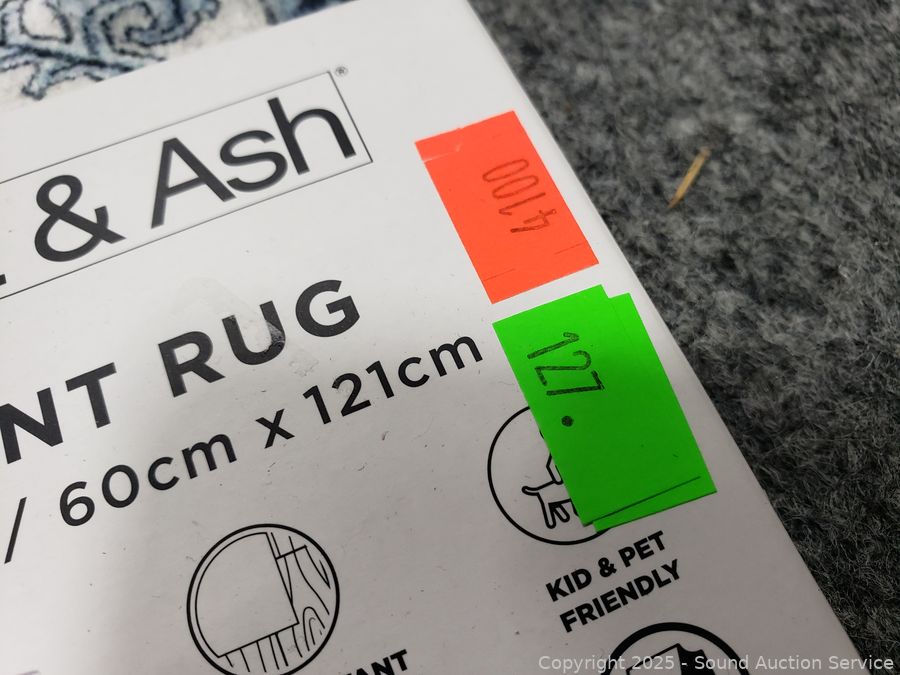 & Ash®
4100
NT RUG
/ 60cm x 121cm
127.
KID & PET
FRIENDLY
Copyright 2025 - Sound Auction Service